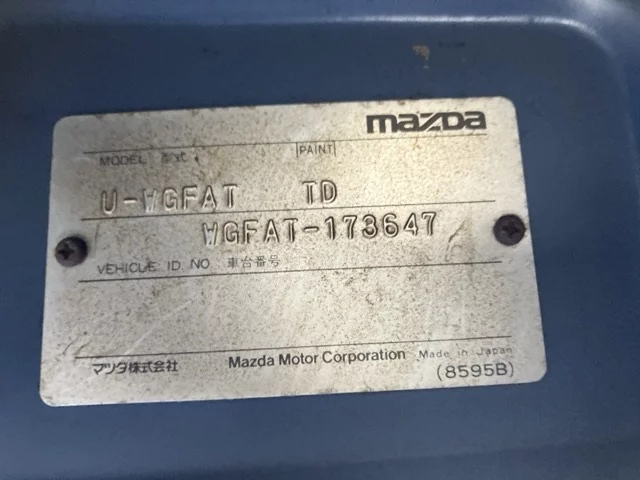 mazda
MODEL 型式 PAINT
U-WGFAT TD
WGFAT-173647
VEHICLE ID. NO. 車台番号
マツダ株式会社 Mazda Motor Corporation Made in Japan
(8595B)